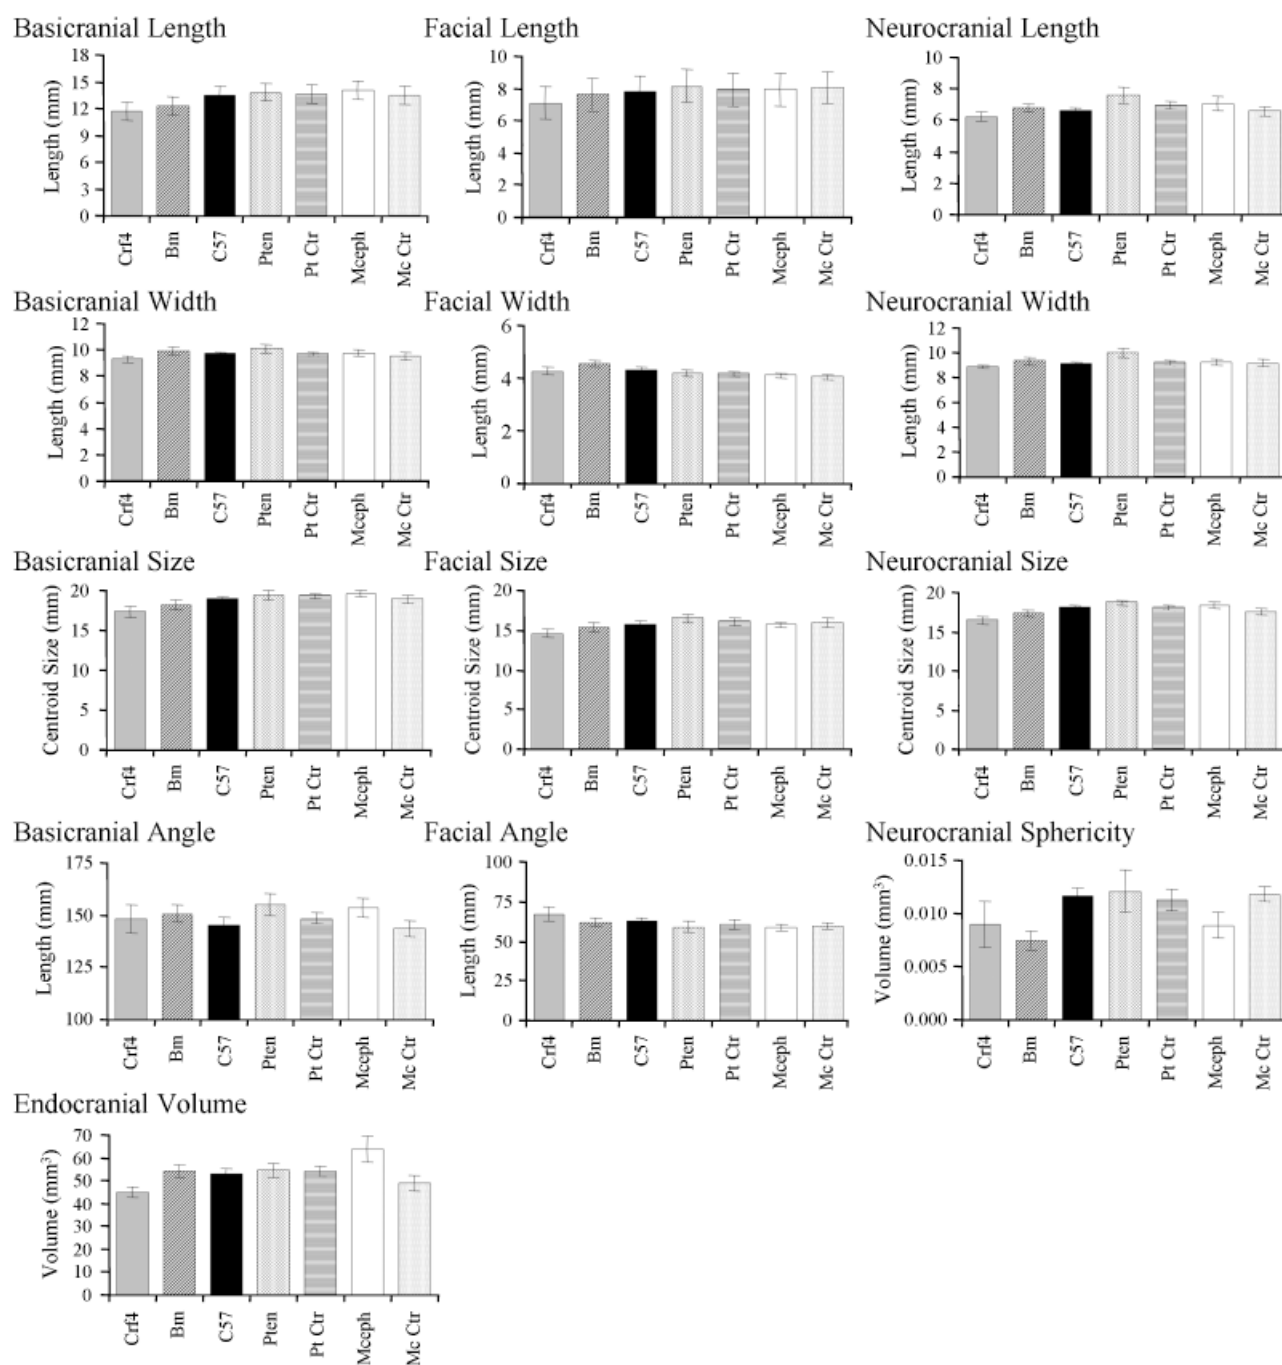 Basicranial Length
Facial Length
Neurocranial Length
Length (mm)
18
15
12
9
6
3
0
Crf4
Bm
C57
Pten
Pt Ctr
Mceph
Mc Ctr
Length (mm)
10
8
6
4
2
0
Crf4
Bm
C57
Pten
Pt Ctr
Mceph
Mc Ctr
Length (mm)
10
8
6
4
2
0
Crf4
Bm
C57
Pten
Pt Ctr
Mceph
Mc Ctr
Basicranial Width
Facial Width
Neurocranial Width
Length (mm)
12
10
8
6
4
2
0
Crf4
Bm
C57
Pten
Pt Ctr
Mceph
Mc Ctr
Length (mm)
6
4
2
0
Crf4
Bm
C57
Pten
Pt Ctr
Mceph
Mc Ctr
Length (mm)
12
10
8
6
4
2
0
Crf4
Bm
C57
Pten
Pt Ctr
Mceph
Mc Ctr
Basicranial Size
Facial Size
Neurocranial Size
Centroid Size (mm)
20
15
10
5
0
Crf4
Bm
C57
Pten
Pt Ctr
Mceph
Mc Ctr
Centroid Size (mm)
20
15
10
5
0
Crf4
Bm
C57
Pten
Pt Ctr
Mceph
Mc Ctr
Centroid Size (mm)
20
15
10
5
0
Crf4
Bm
C57
Pten
Pt Ctr
Mceph
Mc Ctr
Basicranial Angle
Facial Angle
Neurocranial Sphericity
Length (mm)
175
150
125
100
Crf4
Bm
C57
Pten
Pt Ctr
Mceph
Mc Ctr
Length (mm)
100
75
50
25
0
Crf4
Bm
C57
Pten
Pt Ctr
Mceph
Mc Ctr
Volume (mm³)
0.015
0.010
0.005
0.000
Crf4
Bm
C57
Pten
Pt Ctr
Mceph
Mc Ctr
Endocranial Volume
Volume (mm³)
70
60
50
40
30
20
10
0
Crf4
Bm
C57
Pten
Pt Ctr
Mceph
Mc Ctr